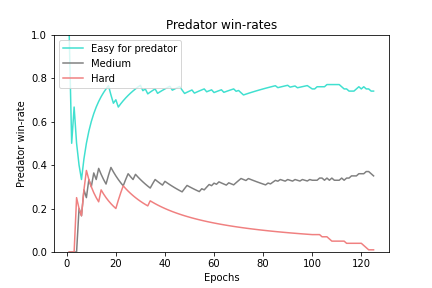 Predator win-rates
1.0
0.8
0.6
0.4
0.2
0.0
Predator win-rate
Easy for predator
Medium
Hard
0
20
40
60
80
100
120
Epochs